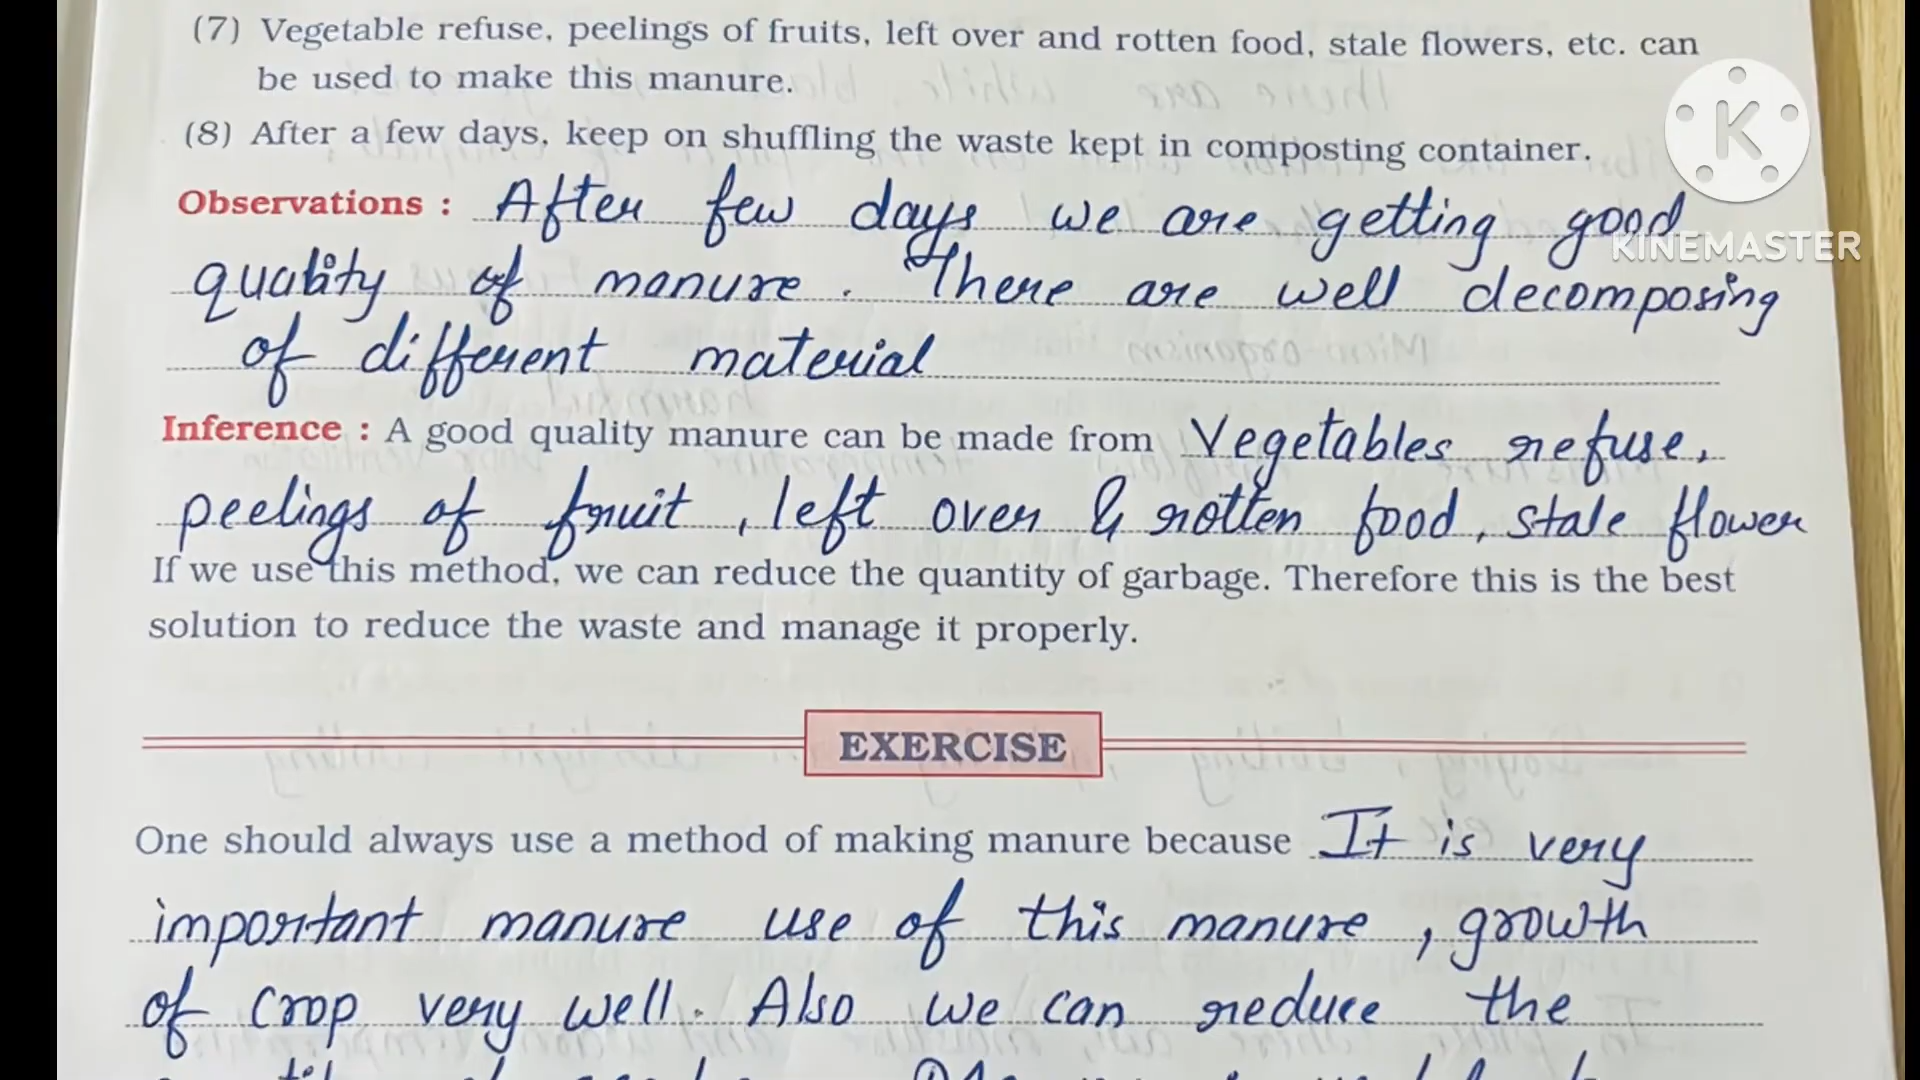 (7) Vegetable refuse, peelings of fruits, left over and rotten food, stale flowers, etc. can
be used to make this manure.
(8) After a few days, keep on shuffling the waste kept in composting container.
K
KINEMASTER
Observations : After few days we are getting good
quality of manure. There are well decomposing
of different material
Inference : A good quality manure can be made from Vegetables refuse,
peelings of fruit, left over & rotten food, stale flower
If we use this method, we can reduce the quantity of garbage. Therefore this is the best
solution to reduce the waste and manage it properly.
EXERCISE
One should always use a method of making manure because It is very
important manure use of this manure, growth
of crop very well. Also we can reduce the